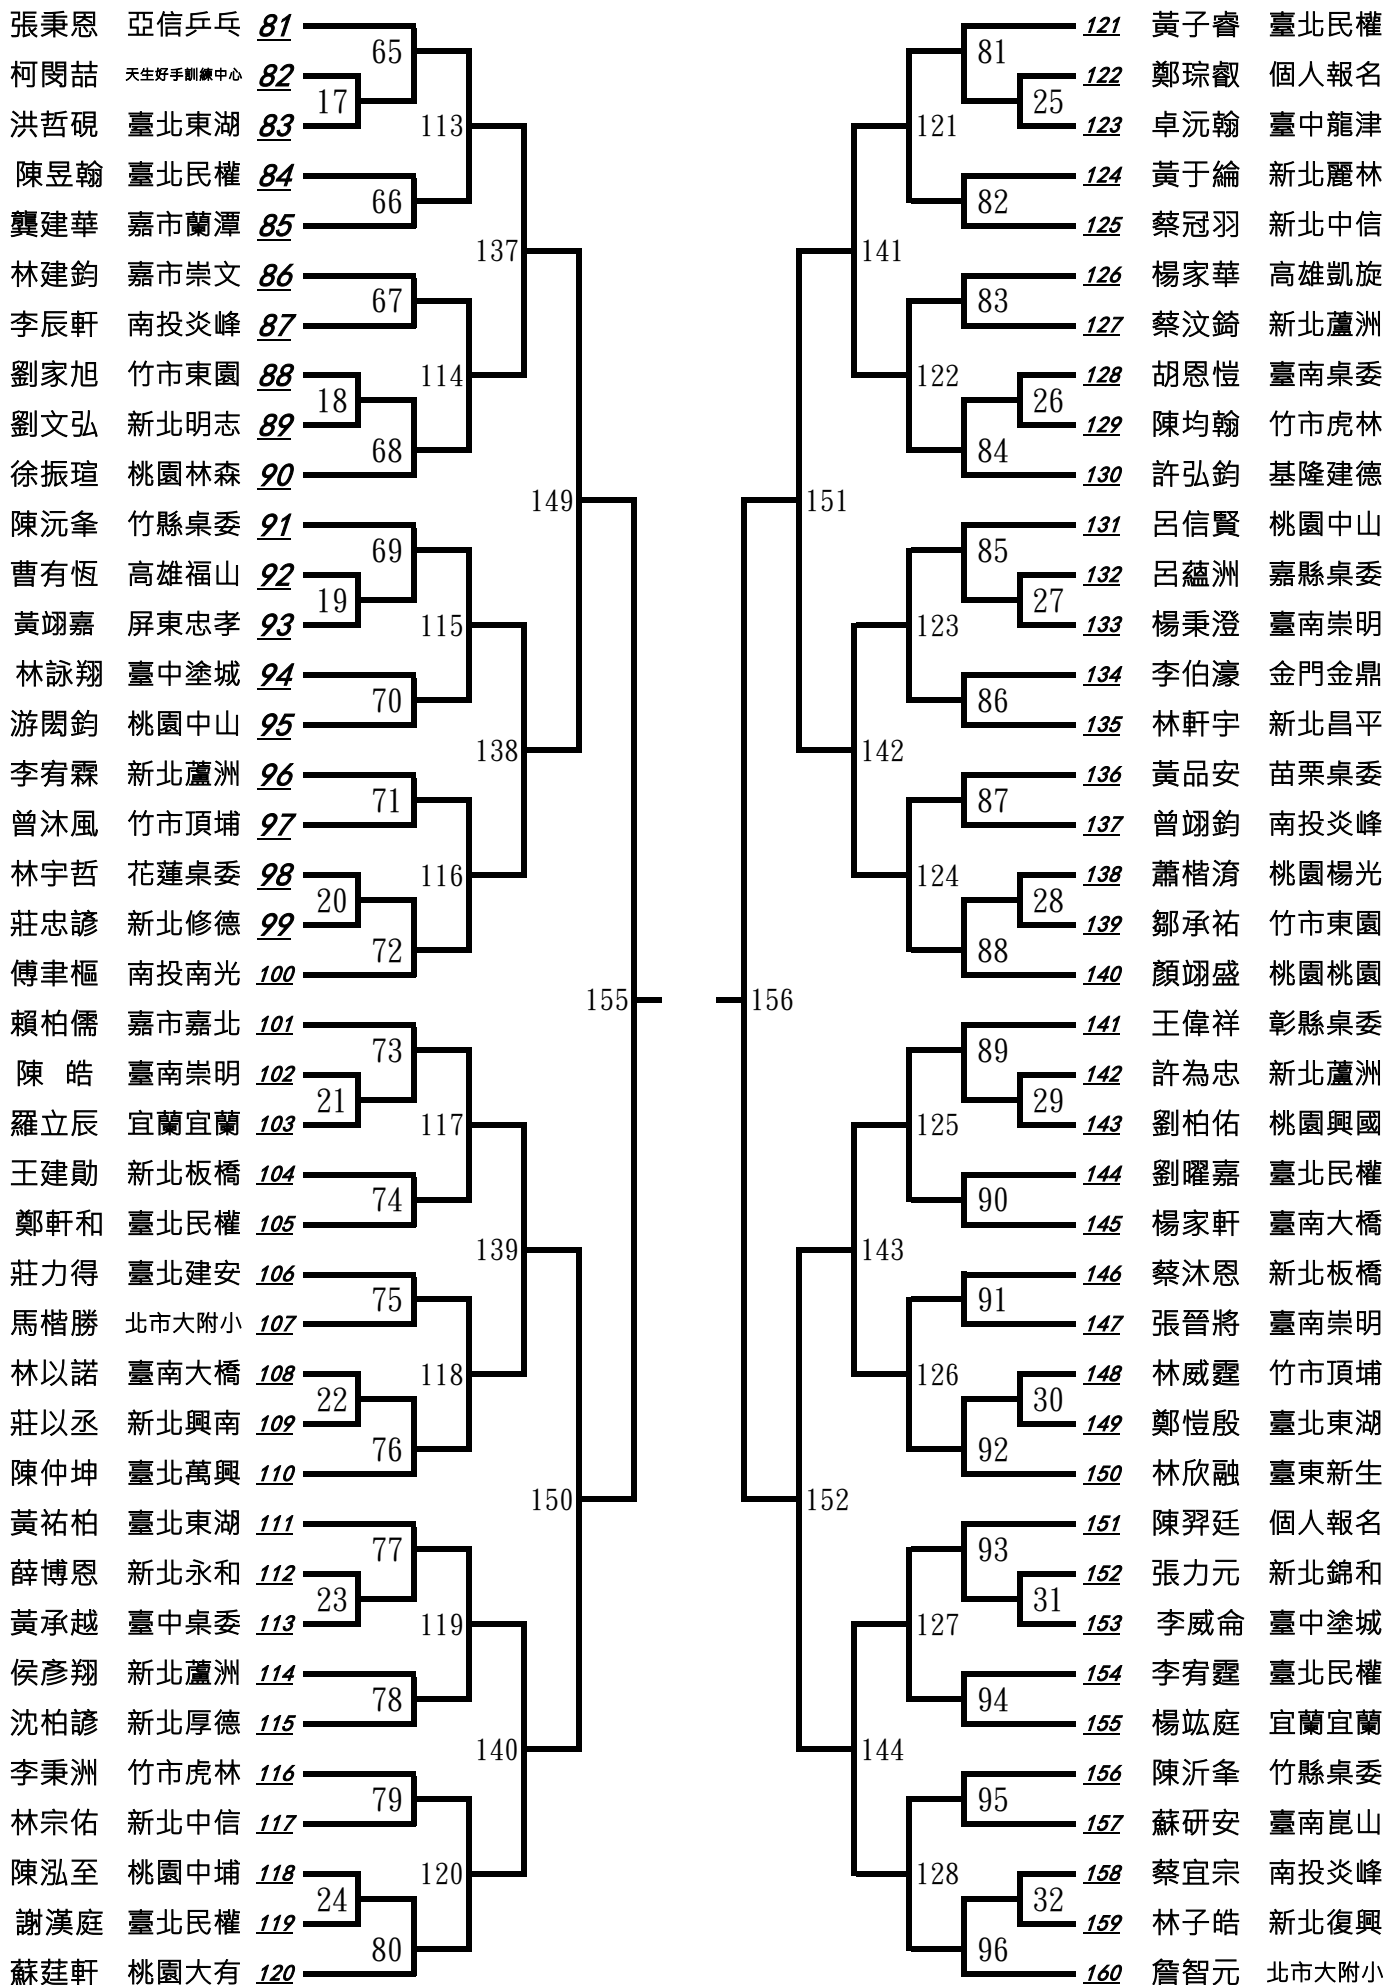 張秉恩 亞信乒乓 81
65
柯閔喆 天生好手訓練中心 82
17
洪哲硯 臺北東湖 83
113
陳昱翰 臺北民權 84
66
龔建華 嘉市蘭潭 85
137
林建鈞 嘉市崇文 86
67
李辰軒 南投炎峰 87
114
劉家旭 竹市東園 88
18
劉文弘 新北明志 89
68
徐振瑄 桃園林森 90
149
陳沅夆 竹縣桌委 91
69
曹有恆 高雄福山 92
19
黃翊嘉 屏東忠孝 93
115
林詠翔 臺中塗城 94
70
游閎鈞 桃園中山 95
138
李宥霖 新北蘆洲 96
71
曾沐風 竹市頂埔 97
116
林宇哲 花蓮桌委 98
20
莊忠諺 新北修德 99
72
傅聿樞 南投南光 100
155
賴柏儒 嘉市嘉北 101
73
陳 皓 臺南崇明 102
21
羅立辰 宜蘭宜蘭 103
117
王建勛 新北板橋 104
74
鄭軒和 臺北民權 105
139
莊力得 臺北建安 106
75
馬楷勝 北市大附小 107
118
林以諾 臺南大橋 108
22
莊以丞 新北興南 109
76
陳仲坤 臺北萬興 110
150
黃祐柏 臺北東湖 111
77
薛博恩 新北永和 112
23
黃承越 臺中桌委 113
119
侯彥翔 新北蘆洲 114
78
沈柏諺 新北厚德 115
140
李秉洲 竹市虎林 116
79
林宗佑 新北中信 117
120
陳泓至 桃園中埔 118
24
謝漢庭 臺北民權 119
80
蘇莛軒 桃園大有 120
121 黃子睿 臺北民權
81
122 鄭琮叡 個人報名
25
123 卓沅翰 臺中龍津
121
124 黃于綸 新北麗林
82
125 蔡冠羽 新北中信
141
126 楊家華 高雄凱旋
83
127 蔡汶錡 新北蘆洲
122
128 胡恩愷 臺南桌委
26
129 陳均翰 竹市虎林
84
130 許弘鈞 基隆建德
151
131 呂信賢 桃園中山
85
132 呂蘊洲 嘉縣桌委
27
133 楊秉澄 臺南崇明
123
134 李伯濠 金門金鼎
86
135 林軒宇 新北昌平
142
136 黃品安 苗栗桌委
87
137 曾翊鈞 南投炎峰
124
138 蕭楷淯 桃園楊光
28
139 鄒承祐 竹市東園
88
140 顏翊盛 桃園桃園
156
141 王偉祥 彰縣桌委
89
142 許為忠 新北蘆洲
29
143 劉柏佑 桃園興國
125
144 劉曜嘉 臺北民權
90
145 楊家軒 臺南大橋
143
146 蔡沐恩 新北板橋
91
147 張晉將 臺南崇明
126
148 林威霆 竹市頂埔
30
149 鄭愷殷 臺北東湖
92
150 林欣融 臺東新生
152
151 陳羿廷 個人報名
93
152 張力元 新北錦和
31
153 李威侖 臺中塗城
127
154 李宥霆 臺北民權
94
155 楊竑庭 宜蘭宜蘭
144
156 陳沂夆 竹縣桌委
95
157 蘇研安 臺南崑山
128
158 蔡宜宗 南投炎峰
32
159 林子皓 新北復興
96
160 詹智元 北市大附小